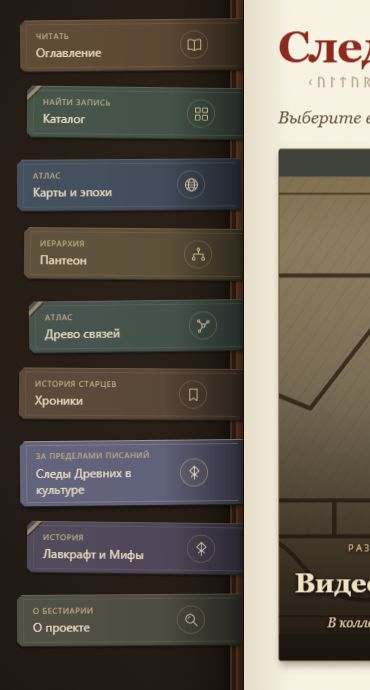 ЧИТАТЬ
Оглавление
НАЙТИ ЗАПИСЬ
Каталог
АТЛАС
Карты и эпохи
ИЕРАРХИЯ
Пантеон
АТЛАС
Древо связей
ИСТОРИЯ СТАРЦЕВ
Хроники
ЗА ПРЕДЕЛАМИ ПИСАНИЙ
Следы Древних в
культуре
ИСТОРИЯ
Лавкрафт и Мифы
О БЕСТИАРИИ
О проекте
След
Выберите
РАЗ
Видео
В колл